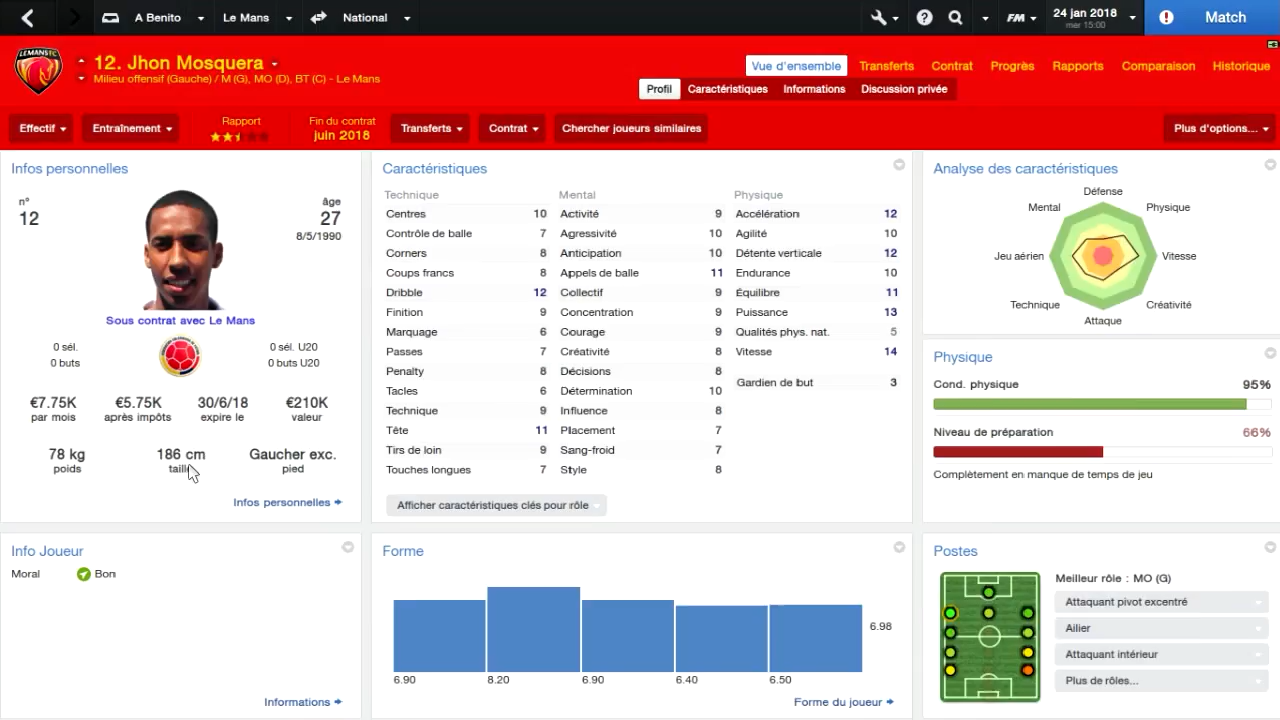 A Benito
Le Mans
National
FM
24 jan 2018
mer 15:00
Match
LE MANS FC
12. Jhon Mosquera
Milieu offensif (Gauche) / M (G), MO (D), BT (C) - Le Mans
Vue d'ensemble
Transferts
Contrat
Progrès
Rapports
Comparaison
Historique
Profil
Caractéristiques
Informations
Discussion privée
Effectif
Entraînement
Rapport
Fin du contrat
juin 2018
Transferts
Contrat
Chercher joueurs similaires
Plus d'options....
Infos personnelles
n°
12
âge
27
8/5/1990
Sous contrat avec Le Mans
0 sél.
0 buts
0 sél. U20
0 buts U20
€7.75K
par mois
€5.75K
après impôts
30/6/18
expire le
€210K
valeur
78 kg
poids
186 cm
taille
Gaucher exc.
pied
Infos personnelles
Caractéristiques
Technique
Centres 10
Contrôle de balle 7
Corners 8
Coups francs 8
Dribble 12
Finition 9
Marquage 6
Passes 7
Penalty 8
Tacles 6
Technique 9
Tête 11
Tirs de loin 9
Touches longues 7
Mental
Activité 9
Agressivité 10
Anticipation 10
Appels de balle 11
Collectif 9
Concentration 9
Courage 9
Créativité 8
Décisions 8
Détermination 10
Influence 8
Placement 7
Sang-froid 7
Style 8
Physique
Accélération 12
Agilité 10
Détente verticale 12
Endurance 10
Équilibre 11
Puissance 13
Qualités phys. nat. 5
Vitesse 14
Gardien de but 3
Afficher caractéristiques clés pour rôle
Analyse des caractéristiques
Défense
Mental
Physique
Jeu aérien
Vitesse
Technique
Créativité
Attaque
Physique
Cond. physique 95%
Niveau de préparation 66%
Complètement en manque de temps de jeu
Info Joueur
Moral Bon
Informations
Forme
6.98
6.90 8.20 6.90 6.40 6.50
Forme du joueur
Postes
Meilleur rôle : MO (G)
Attaquant pivot excentré
Ailier
Attaquant intérieur
Plus de rôles...